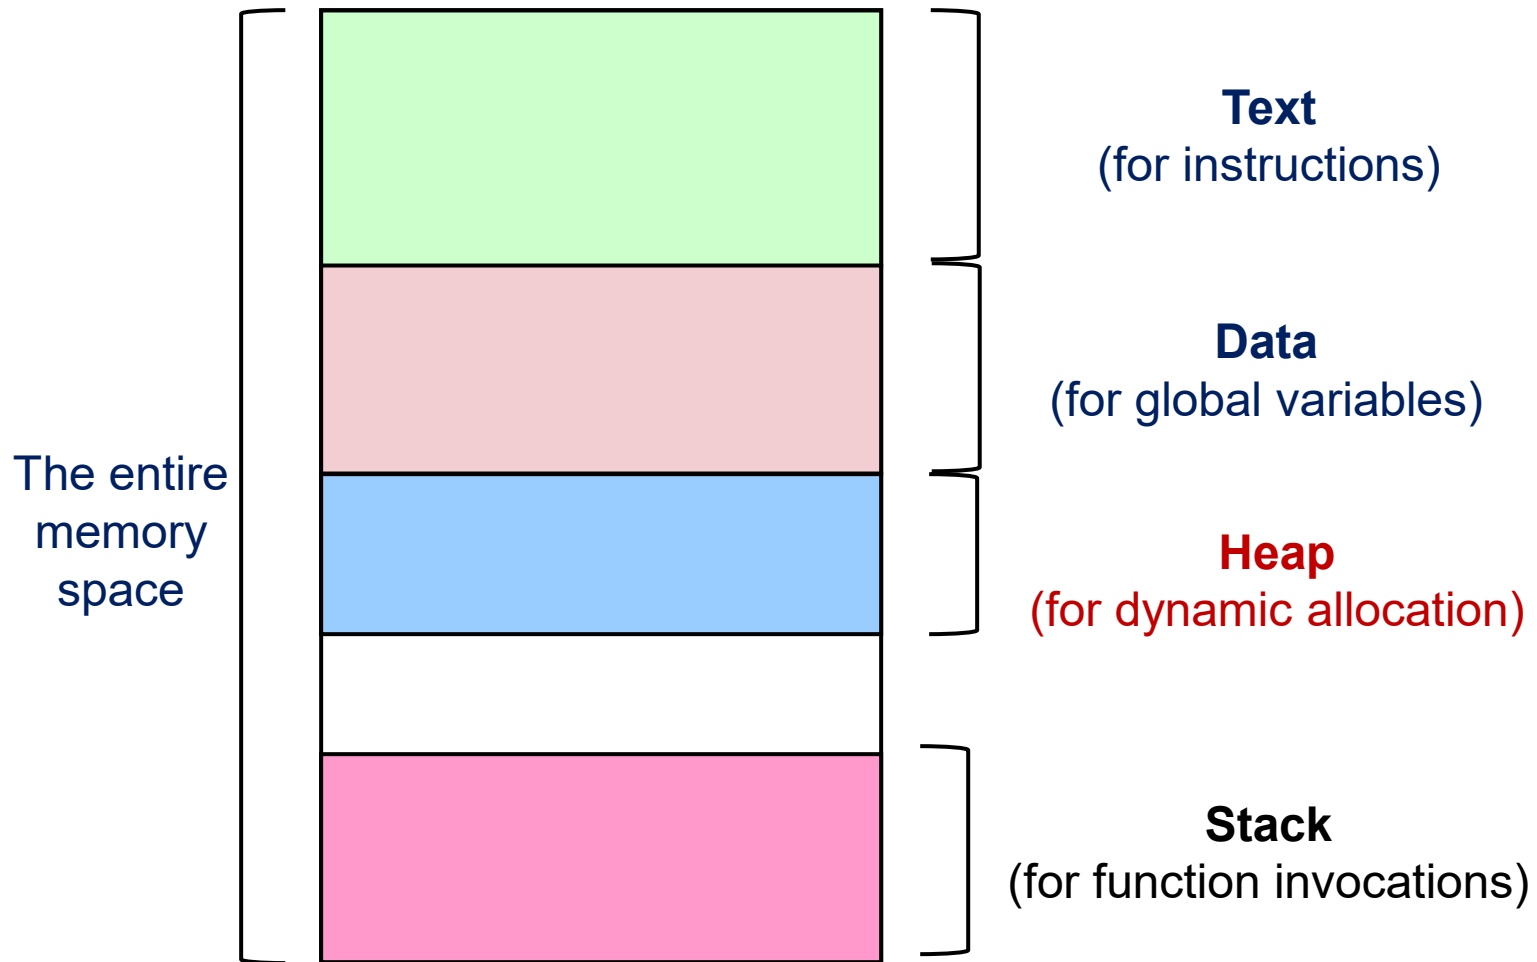 Text
(for instructions)
Data
(for global variables)
The entire
memory
space
Heap
(for dynamic allocation)
Stack
(for function invocations)